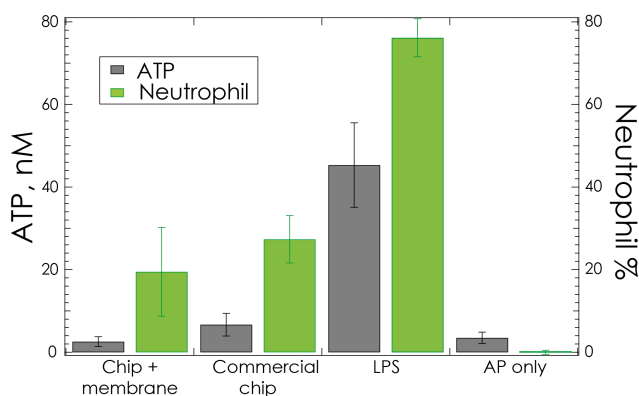 80
60
40
20
0
ATP, nM
ATP
Neutrophil
80
60
40
20
0
Neutrophil %
Chip +
membrane
Commercial
chip
LPS
AP only